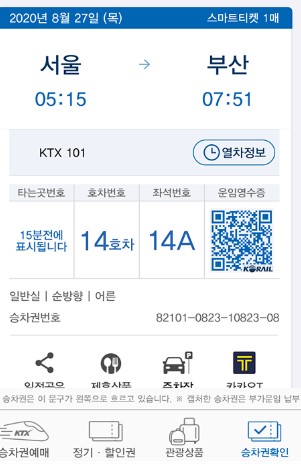 2020년 8월 27일 (목) 스마트티켓 1매
서울 → 부산
05:15 07:51
KTX 101 열차정보
타는곳번호 호차번호 좌석번호 운임영수증
15분전에
표시됩니다
14호차 14A
KORAIL
일반실 | 순방향 | 어른
승차권번호 82101-0823-10823-08
일정공유 제휴상품 주차장 카카오T
승차권은 이 문구가 왼쪽으로 흐르고 있습니다. ※ 캡쳐한 승차권은 부가운임 납부
KTX
승차권예매 정기 · 할인권 관광상품 승차권확인